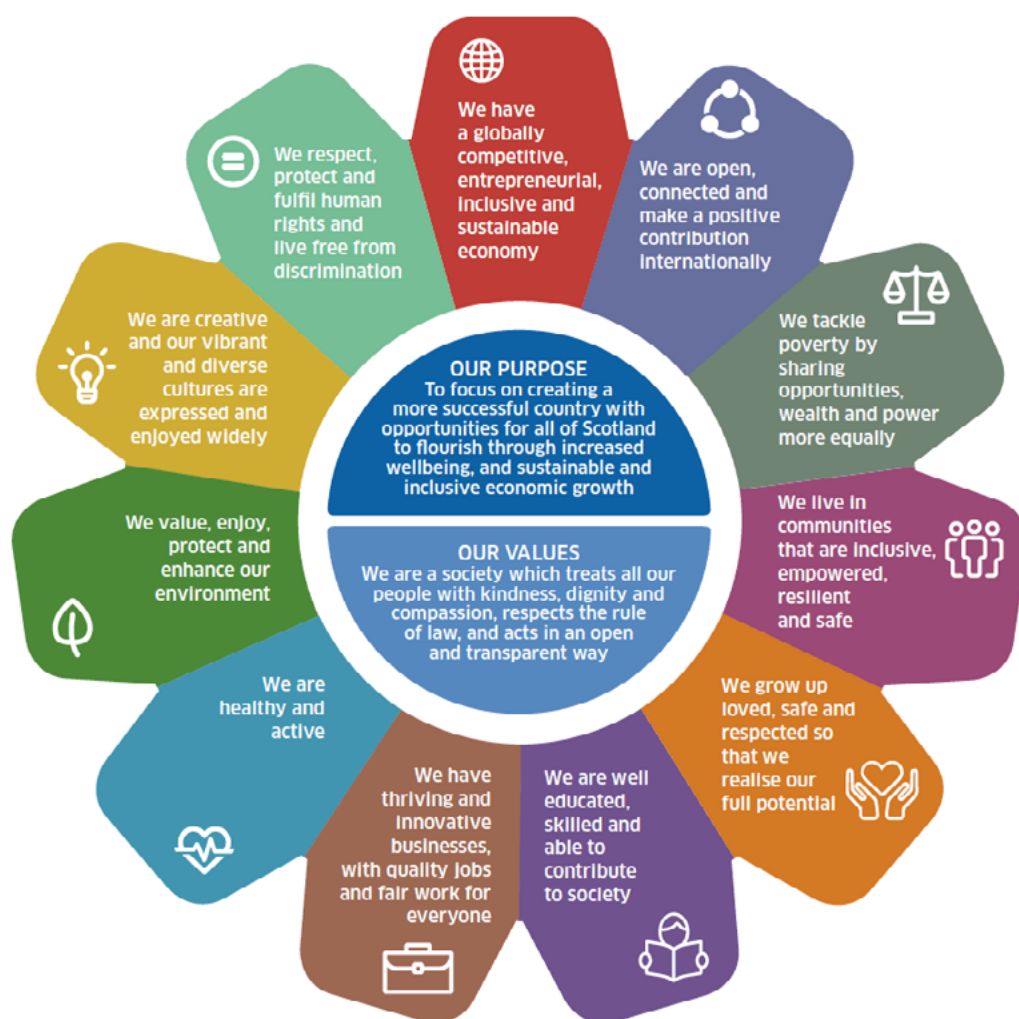 We have
a globally
competitive,
entrepreneurial,
inclusive and
sustainable
economy
We are open,
connected and
make a positive
contribution
internationally
We tackle
poverty by
sharing
opportunities,
wealth and power
more equally
We live in
communities
that are inclusive,
empowered,
resilient
and safe
We grow up
loved, safe and
respected so
that we
realise our
full potential
We are well
educated,
skilled and
able to
contribute
to society
We have
thriving and
innovative
businesses,
with quality jobs
and fair work for
everyone
We are
healthy and
active
We value, enjoy,
protect and
enhance our
environment
We are creative
and our vibrant
and diverse
cultures are
expressed and
enjoyed widely
We respect,
protect and
fulfil human
rights and
live free from
discrimination
OUR PURPOSE
To focus on creating a
more successful country with
opportunities for all of Scotland
to flourish through increased
wellbeing, and sustainable and
inclusive economic growth
OUR VALUES
We are a society which treats all our
people with kindness, dignity and
compassion, respects the rule
of law, and acts in an open
and transparent way